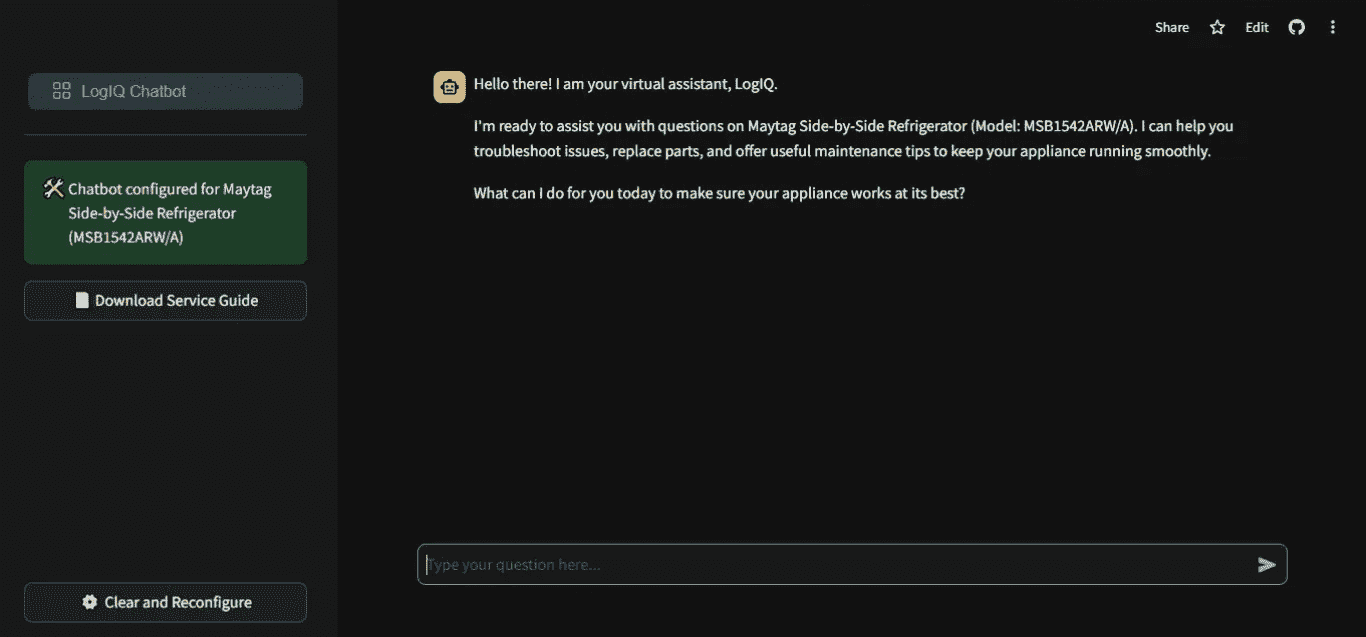 Share
Edit
LogIQ Chatbot
Chatbot configured for Maytag
Side-by-Side Refrigerator
(MSB1542ARW/A)
Download Service Guide
Clear and Reconfigure
Hello there! I am your virtual assistant, LogIQ.
I'm ready to assist you with questions on Maytag Side-by-Side Refrigerator (Model: MSB1542ARW/A). I can help you
troubleshoot issues, replace parts, and offer useful maintenance tips to keep your appliance running smoothly.
What can I do for you today to make sure your appliance works at its best?
Type your question here...